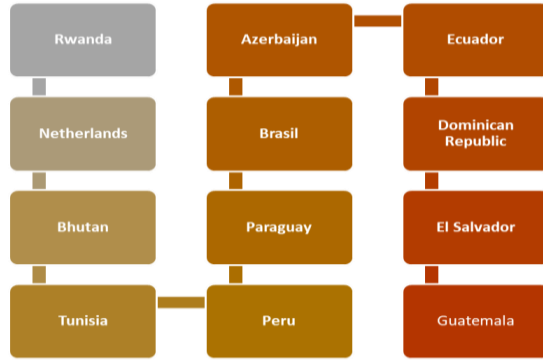 Rwanda
Netherlands
Bhutan
Tunisia
Peru
Paraguay
Brasil
Azerbaijan
Ecuador
Dominican
Republic
El Salvador
Guatemala